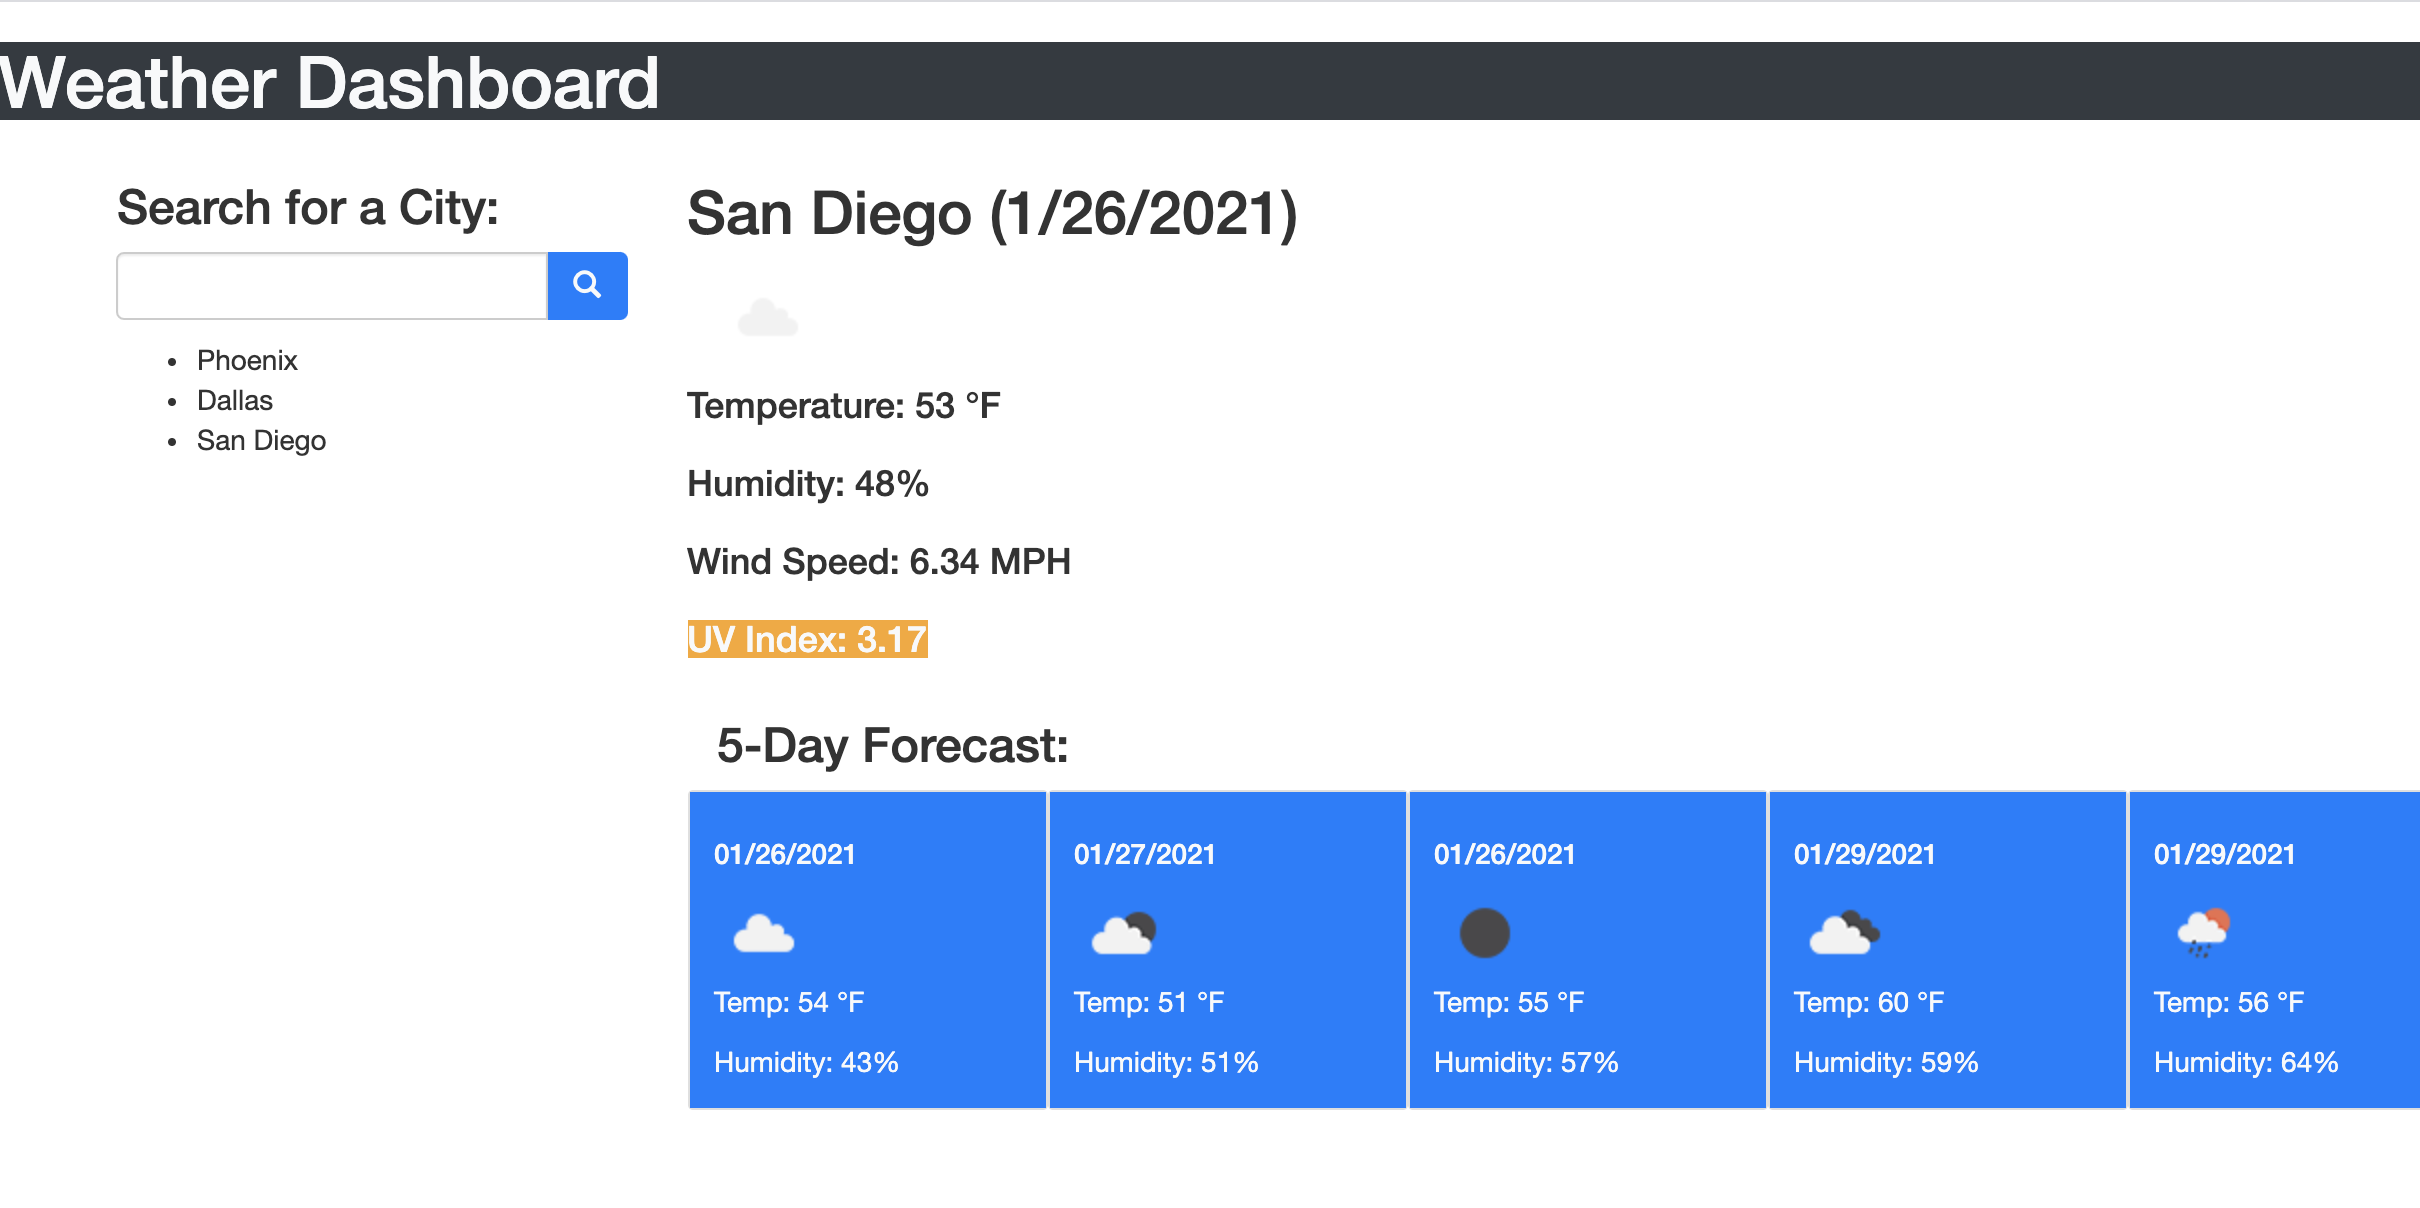 Weather Dashboard
Search for a City:
Phoenix
Dallas
San Diego
San Diego (1/26/2021)
Temperature: 53 °F
Humidity: 48%
Wind Speed: 6.34 MPH
UV Index: 3.17
5-Day Forecast:
01/26/2021
Temp: 54 °F
Humidity: 43%
01/27/2021
Temp: 51 °F
Humidity: 51%
01/26/2021
Temp: 55 °F
Humidity: 57%
01/29/2021
Temp: 60 °F
Humidity: 59%
01/29/2021
Temp: 56 °F
Humidity: 64%